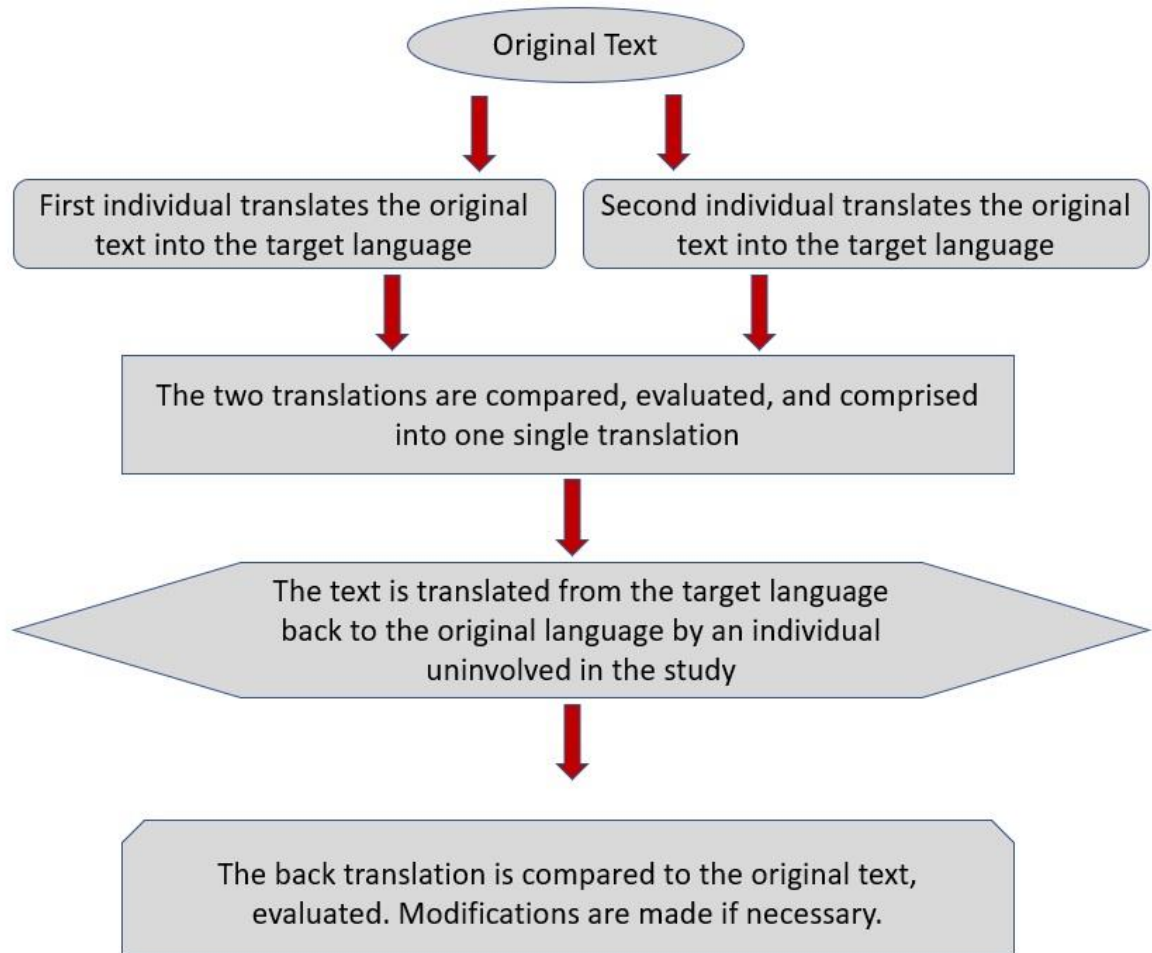 Original Text
First individual translates the original
text into the target language
Second individual translates the original
text into the target language
The two translations are compared, evaluated, and comprised
into one single translation
The text is translated from the target language
back to the original language by an individual
uninvolved in the study
The back translation is compared to the original text,
evaluated. Modifications are made if necessary.